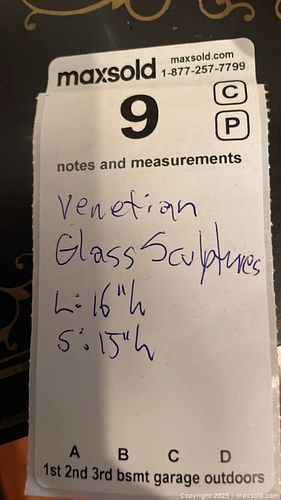 maxsold maxsold.com
1-877-257-7799
9 C
P
notes and measurements
Venetian
Glass Sculptures
L: 16"h
S: 15"h
A B C D
1st 2nd 3rd bsmt garage outdoors
Copyright 2025 - maxsold.com